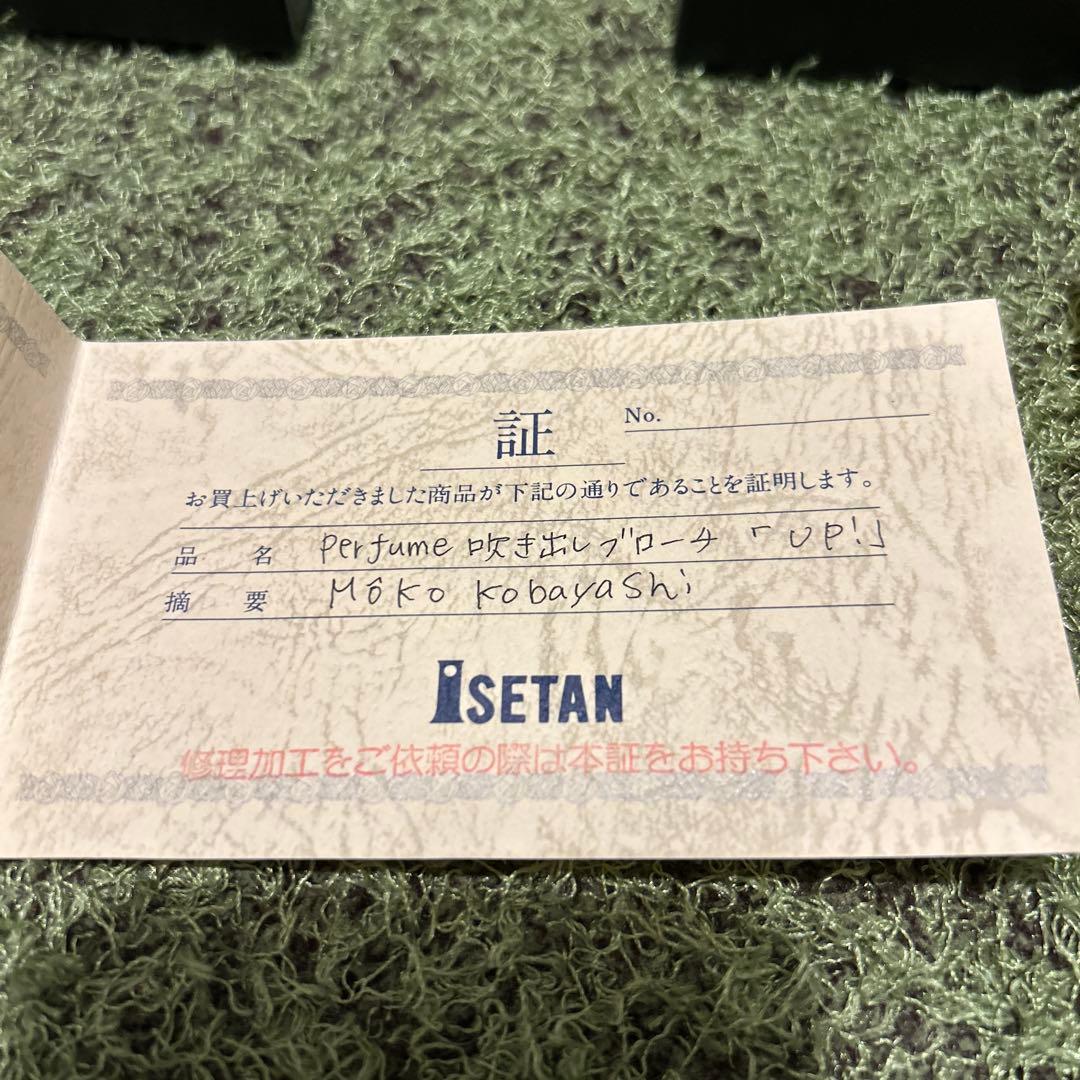 証
No.
お買上げいただきました商品が下記の通りであることを証明します。
品 名 Perfume 吹き出しブローチ 「UP!」
摘 要 Môko Kobayashi
ISETAN
修理加工をご依頼の際は本証をお持ち下さい。